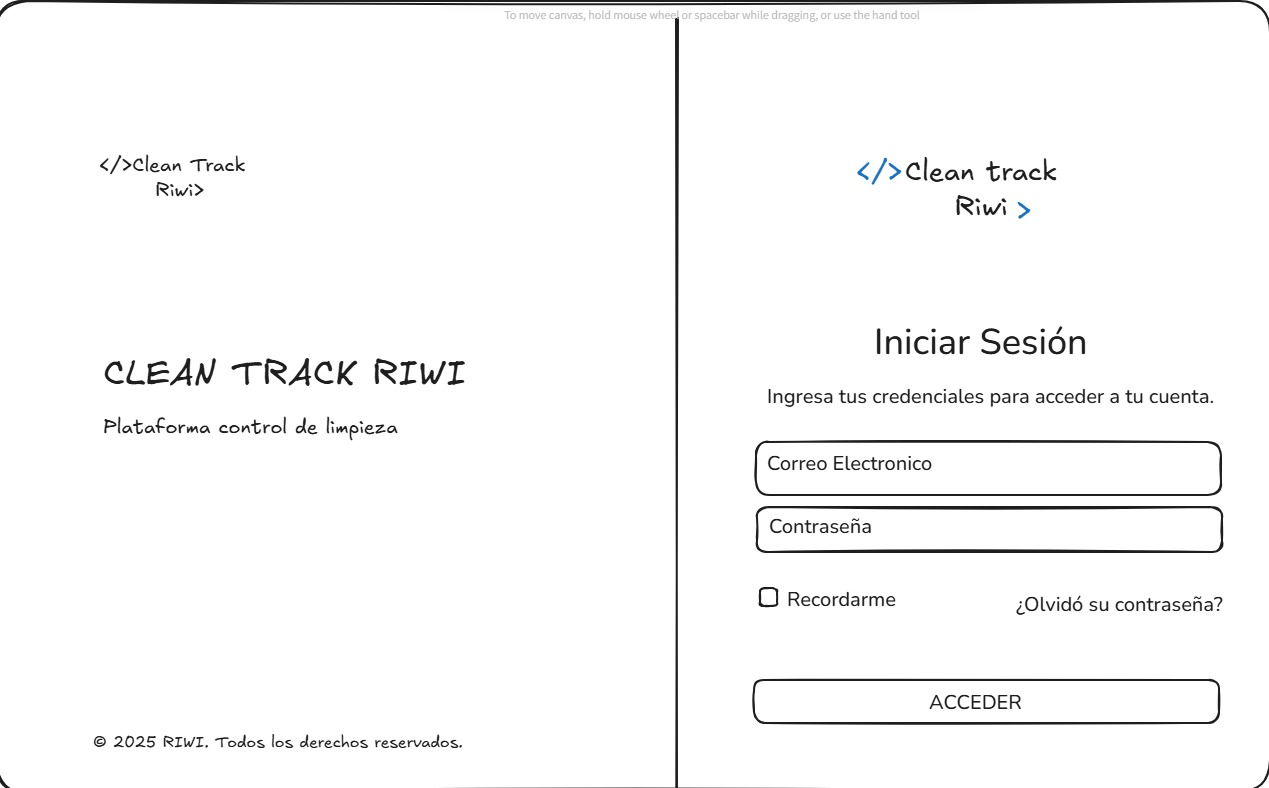 To move canvas, hold mouse wheel or spacebar while dragging, or use the hand tool
</>Clean Track
Riwi>
CLEAN TRACK RIWI
Plataforma control de limpieza
© 2025 RIWI. Todos los derechos reservados.
</>Clean track
Riwi >
Iniciar Sesión
Ingresa tus credenciales para acceder a tu cuenta.
Correo Electronico
Contraseña
Recordarme
¿Olvidó su contraseña?
ACCEDER